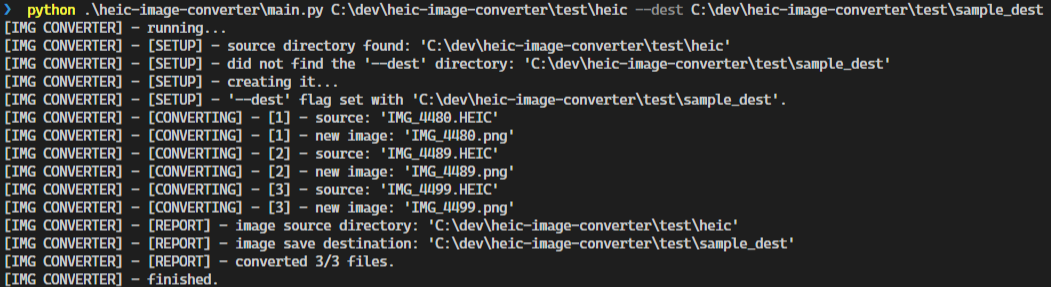 ❯ python .\heic-image-converter\main.py C:\dev\heic-image-converter\test\heic --dest C:\dev\heic-image-converter\test\sample_dest
[IMG CONVERTER] - running...
[IMG CONVERTER] - [SETUP] - source directory found: 'C:\dev\heic-image-converter\test\heic'
[IMG CONVERTER] - [SETUP] - did not find the '--dest' directory: 'C:\dev\heic-image-converter\test\sample_dest'
[IMG CONVERTER] - [SETUP] - creating it...
[IMG CONVERTER] - [SETUP] - '--dest' flag set with 'C:\dev\heic-image-converter\test\sample_dest'.
[IMG CONVERTER] - [CONVERTING] - [1] - source: 'IMG_4480.HEIC'
[IMG CONVERTER] - [CONVERTING] - [1] - new image: 'IMG_4480.png'
[IMG CONVERTER] - [CONVERTING] - [2] - source: 'IMG_4489.HEIC'
[IMG CONVERTER] - [CONVERTING] - [2] - new image: 'IMG_4489.png'
[IMG CONVERTER] - [CONVERTING] - [3] - source: 'IMG_4499.HEIC'
[IMG CONVERTER] - [CONVERTING] - [3] - new image: 'IMG_4499.png'
[IMG CONVERTER] - [REPORT] - image source directory: 'C:\dev\heic-image-converter\test\heic'
[IMG CONVERTER] - [REPORT] - image save destination: 'C:\dev\heic-image-converter\test\sample_dest'
[IMG CONVERTER] - [REPORT] - converted 3/3 files.
[IMG CONVERTER] - finished.